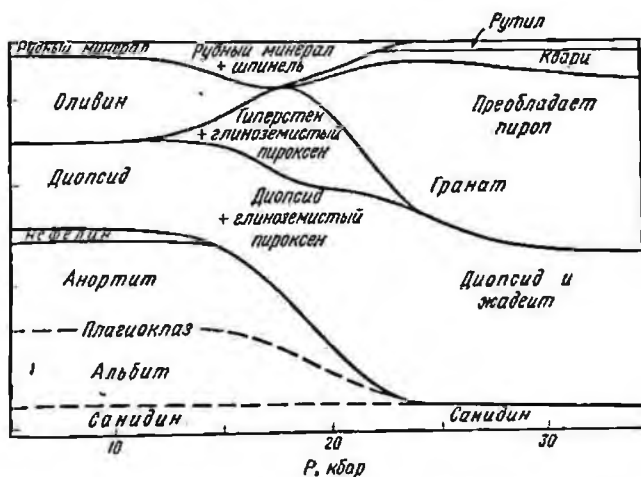 Рутил
Рудный минерал
Рудный минерал
+ шпинель
Кварц
Оливин
Гиперстен
+ глиноземистый
пироксен
Преобладает
пироп
Диопсид
Диопсид
+ глиноземистый
пироксен
Гранат
Нефелин
Анортит
Диопсид и
жадеит
Плагиоклаз
Альбит
Санидин
Санидин
10
20
30
P, кбар